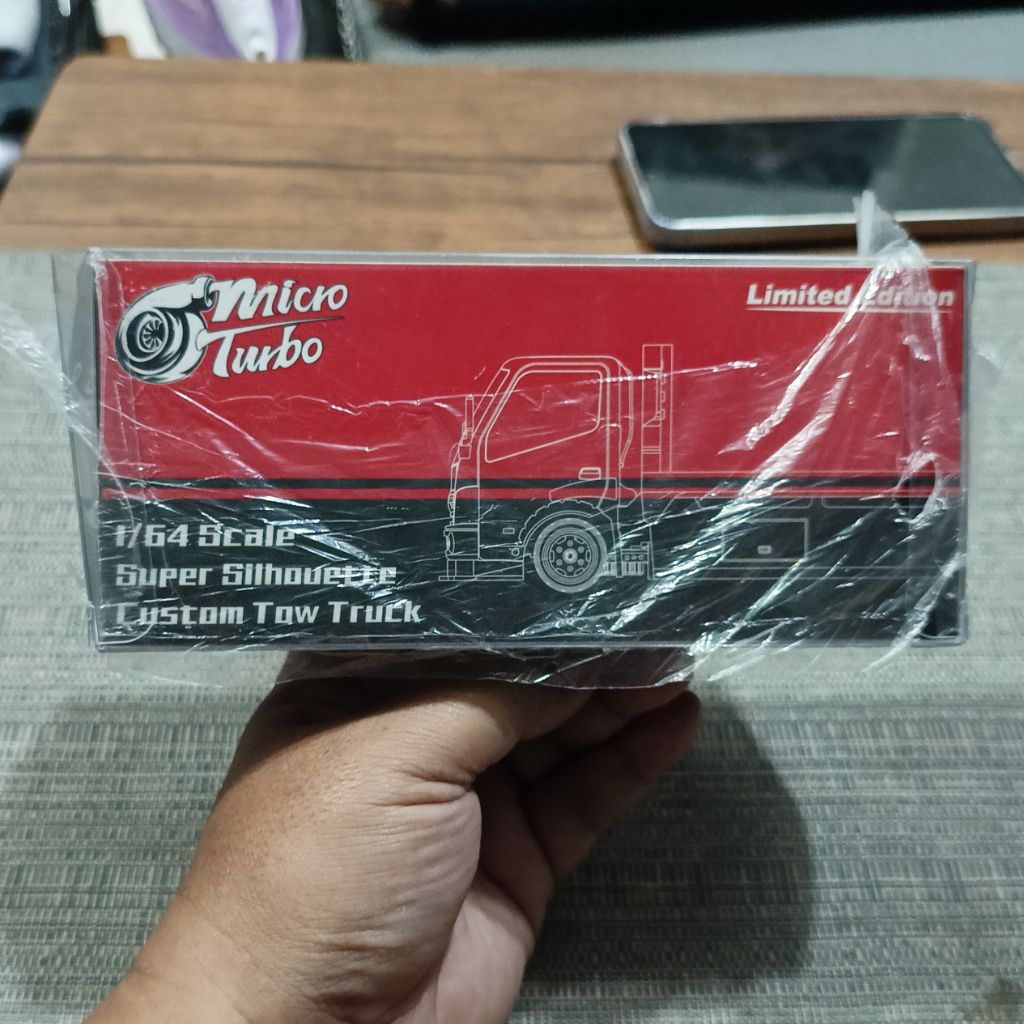 Micro
Turbo
Limited Edition
1/64 Scale
Super Silhouette
Custom Tow Truck